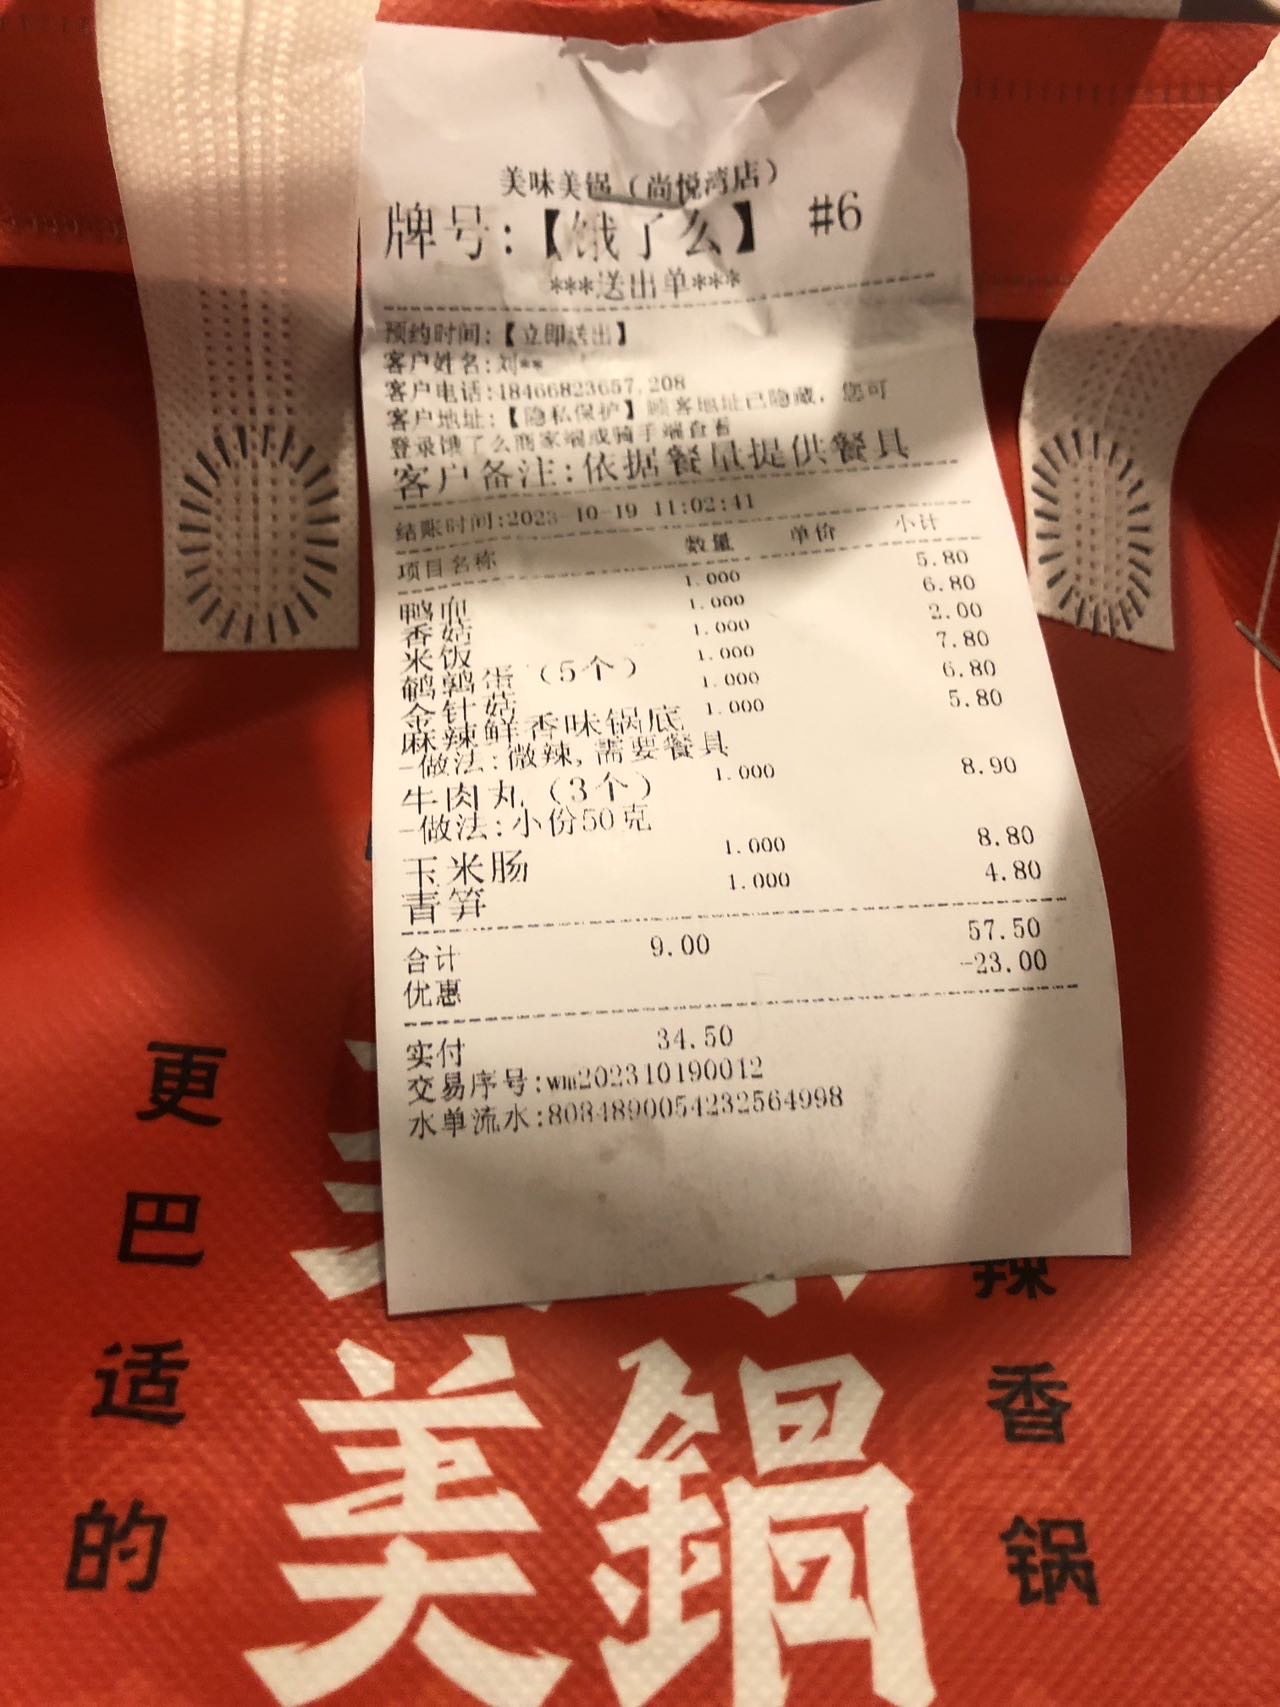 美味美锅（尚悦湾店）
牌号:【饿了么】 #6
***送出单***
预约时间:【立即送出】
客户姓名:刘**
客户电话:18466823657,208
客户地址:【隐私保护】顾客地址已隐藏，您可
登录饿了么商家端或骑手端查看
客户备注:依据餐量提供餐具
结账时间:2023-10-19 11:02:41
项目名称 数量 单价 小计
鸭血 1.000 5.80
香菇 1.000 6.80
米饭 1.000 2.00
鹌鹑蛋（5个） 1.000 7.80
金针菇 1.000 6.80
麻辣鲜香味锅底 1.000 5.80
-做法:微辣,需要餐具
牛肉丸（3个） 1.000 8.90
-做法:小份50克
玉米肠 1.000 8.80
青笋 1.000 4.80
合计 9.00 57.50
优惠 -23.00
实付 34.50
交易序号:wm202310190012
水单流水:8084890054232564998
更巴适的
美鍋
辣香锅